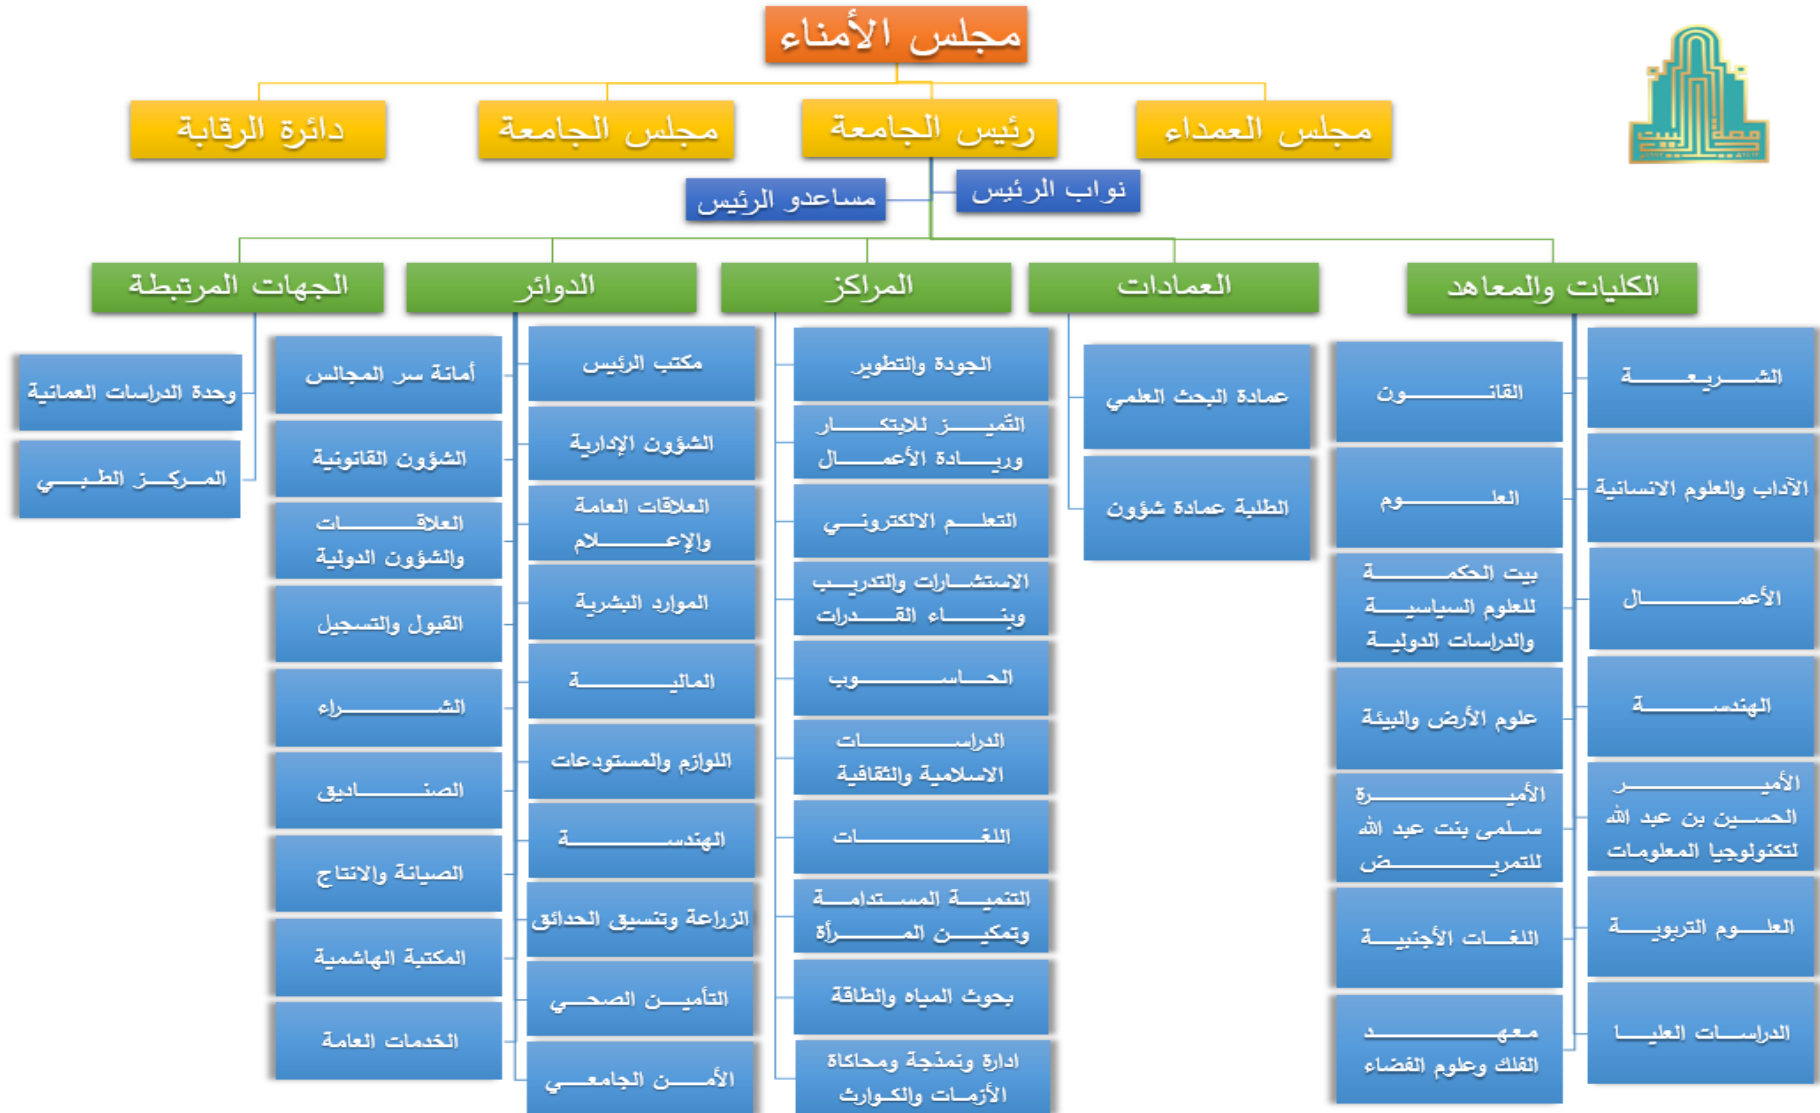 مجلس الأمناء
مجلس العمداء
رئيس الجامعة
مجلس الجامعة
دائرة الرقابة
نواب الرئيس
مساعدو الرئيس
الكليات والمعاهد
الشريعة
الآداب والعلوم الانسانية
الأعمال
الهندسة
الأمير
الحسين بن عبد الله
لتكنولوجيا المعلومات
العلوم التربوية
الدراسات العليا
القانون
العلوم
بيت الحكمة
للعلوم السياسية
والدراسات الدولية
علوم الأرض والبيئة
الأميرة
سلمى بنت عبد الله
للتمريض
اللغات الأجنبية
معهد
الفلك وعلوم الفضاء
العمادات
عمادة البحث العلمي
الطلبة عمادة شؤون
المراكز
الجودة والتطوير
التّميز للابتكار
وريادة الأعمال
التعلم الالكتروني
الاستشارات والتدريب
وبناء القدرات
الحاسوب
الدراسات
الاسلامية والثقافية
اللغات
التنمية المستدامة
وتمكين المرأة
بحوث المياه والطاقة
ادارة ونمذجة ومحاكاة
الأزمات والكوارث
الدوائر
مكتب الرئيس
الشؤون الإدارية
العلاقات العامة
والإعلام
الموارد البشرية
المالية
اللوازم والمستودعات
الهندسة
الزراعة وتنسيق الحدائق
التأمين الصحي
الأمن الجامعي
أمانة سر المجالس
الشؤون القانونية
العلاقات
والشؤون الدولية
القبول والتسجيل
الشراء
الصناديق
الصيانة والانتاج
المكتبة الهاشمية
الخدمات العامة
الجهات المرتبطة
وحدة الدراسات العمانية
المركز الطبي